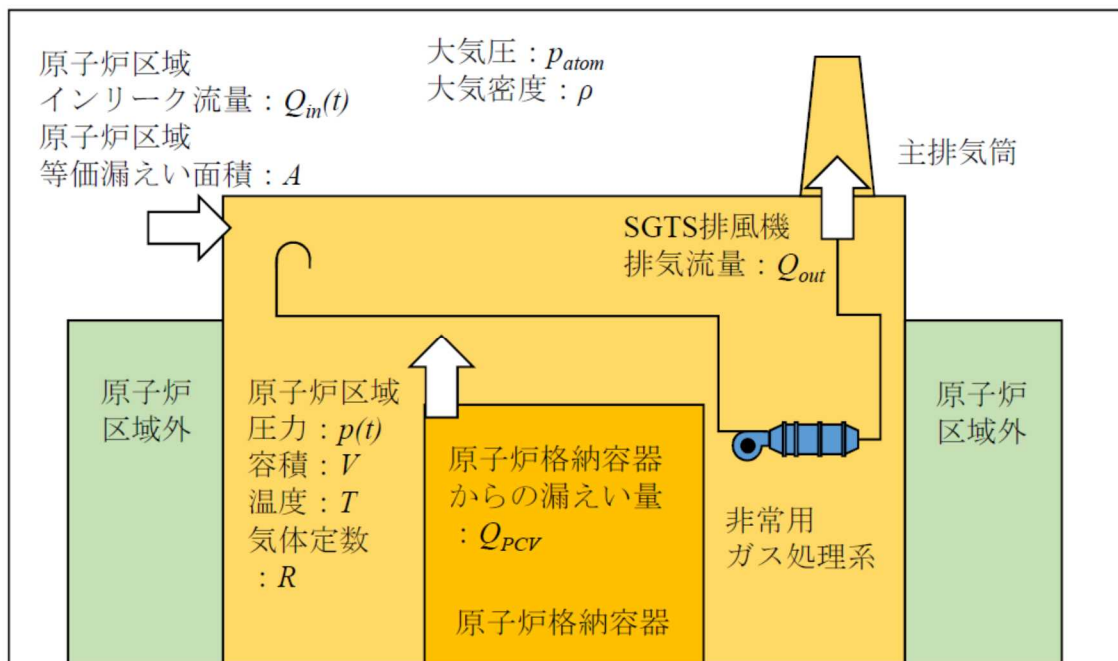 原子炉区域
インリーク流量：Q_in(t)
原子炉区域
等価漏えい面積：A
大気圧：p_atom
大気密度：ρ
主排気筒
SGTS排風機
排気流量：Q_out
原子炉
区域外
原子炉区域
圧力：p(t)
容積：V
温度：T
気体定数
：R
原子炉格納容器
からの漏えい量
：Q_PCV
原子炉格納容器
非常用
ガス処理系
原子炉
区域外